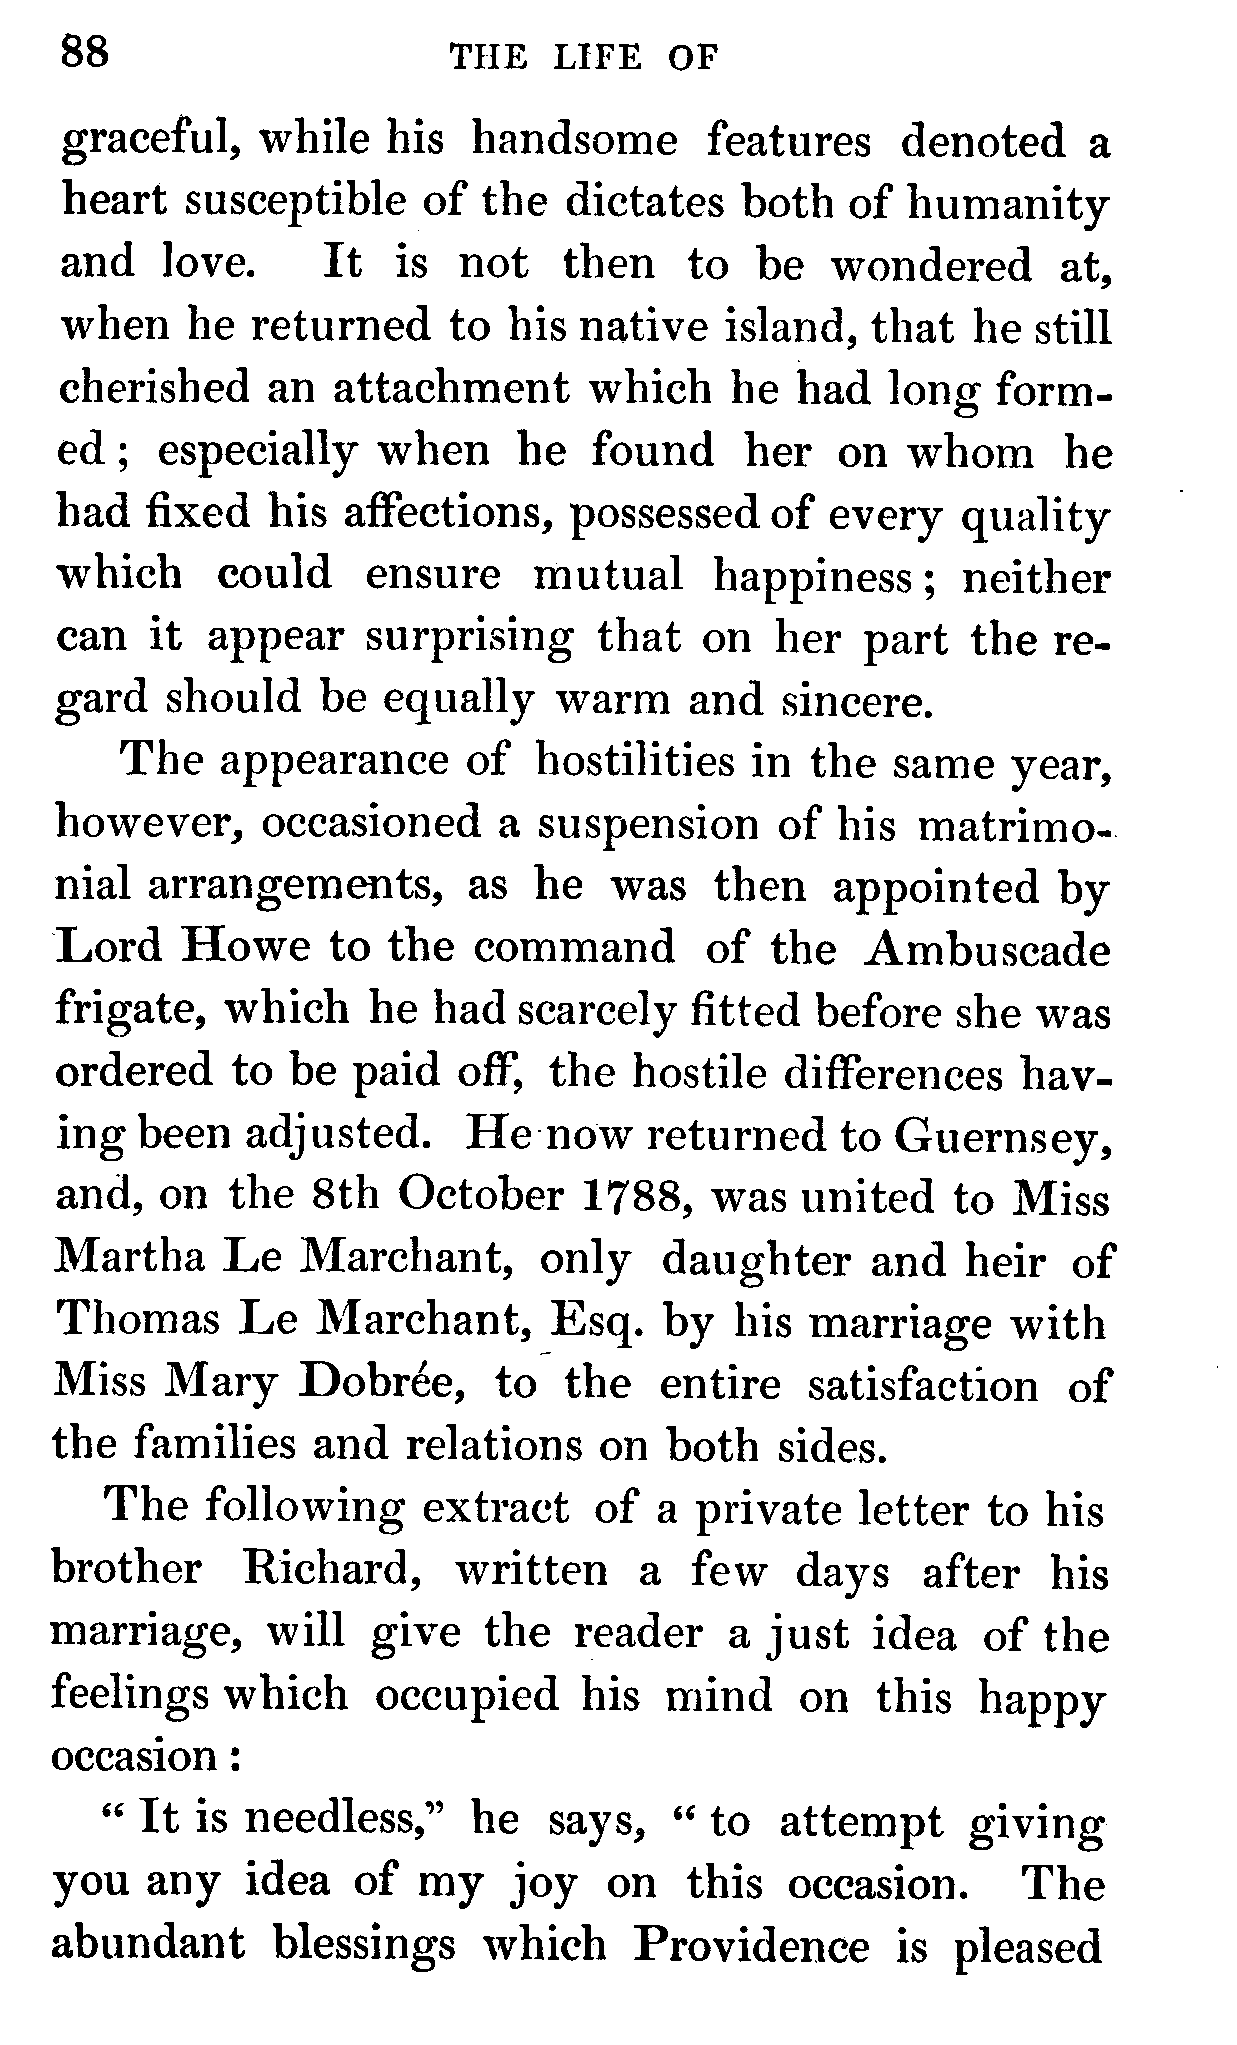 88 THE LIFE OF
graceful, while his handsome features denoted a
heart susceptible of the dictates both of humanity
and love. It is not then to be wondered at,
when he returned to his native island, that he still
cherished an attachment which he had long form-
ed ; especially when he found her on whom he
had fixed his affections, possessed of every quality
which could ensure mutual happiness ; neither
can it appear surprising that on her part the re-
gard should be equally warm and sincere.
The appearance of hostilities in the same year,
however, occasioned a suspension of his matrimo-
nial arrangements, as he was then appointed by
Lord Howe to the command of the Ambuscade
frigate, which he had scarcely fitted before she was
ordered to be paid off, the hostile differences hav-
ing been adjusted. He now returned to Guernsey,
and, on the 8th October 1788, was united to Miss
Martha Le Marchant, only daughter and heir of
Thomas Le Marchant, Esq. by his marriage with
Miss Mary Dobrée, to the entire satisfaction of
the families and relations on both sides.
The following extract of a private letter to his
brother Richard, written a few days after his
marriage, will give the reader a just idea of the
feelings which occupied his mind on this happy
occasion :
“ It is needless,” he says, “ to attempt giving
you any idea of my joy on this occasion. The
abundant blessings which Providence is pleased